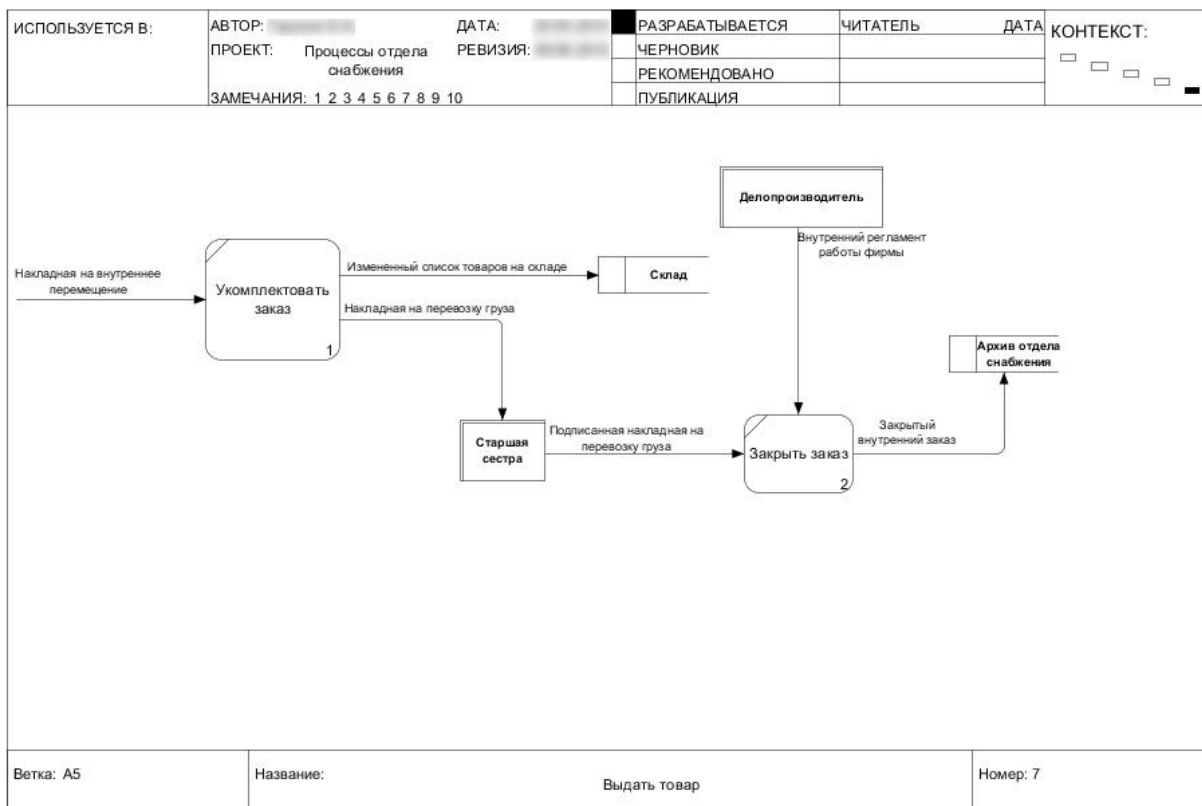 ИСПОЛЬЗУЕТСЯ В:
АВТОР:
ДАТА:
ПРОЕКТ: Процессы отдела
снабжения
РЕВИЗИЯ:
ЗАМЕЧАНИЯ: 1 2 3 4 5 6 7 8 9 10
РАЗРАБАТЫВАЕТСЯ
ЧЕРНОВИК
РЕКОМЕНДОВАНО
ПУБЛИКАЦИЯ
ЧИТАТЕЛЬ
ДАТА
КОНТЕКСТ:
Делопроизводитель
Внутренний регламент
работы фирмы
Накладная на внутреннее
перемещение
Укомплектовать
заказ
1
Измененный список товаров на складе
Склад
Накладная на перевозку груза
Архив отдела
снабжения
Старшая
сестра
Подписанная накладная на
перевозку груза
Закрыть заказ
2
Закрытый
внутренний заказ
Ветка: A5
Название:
Выдать товар
Номер: 7